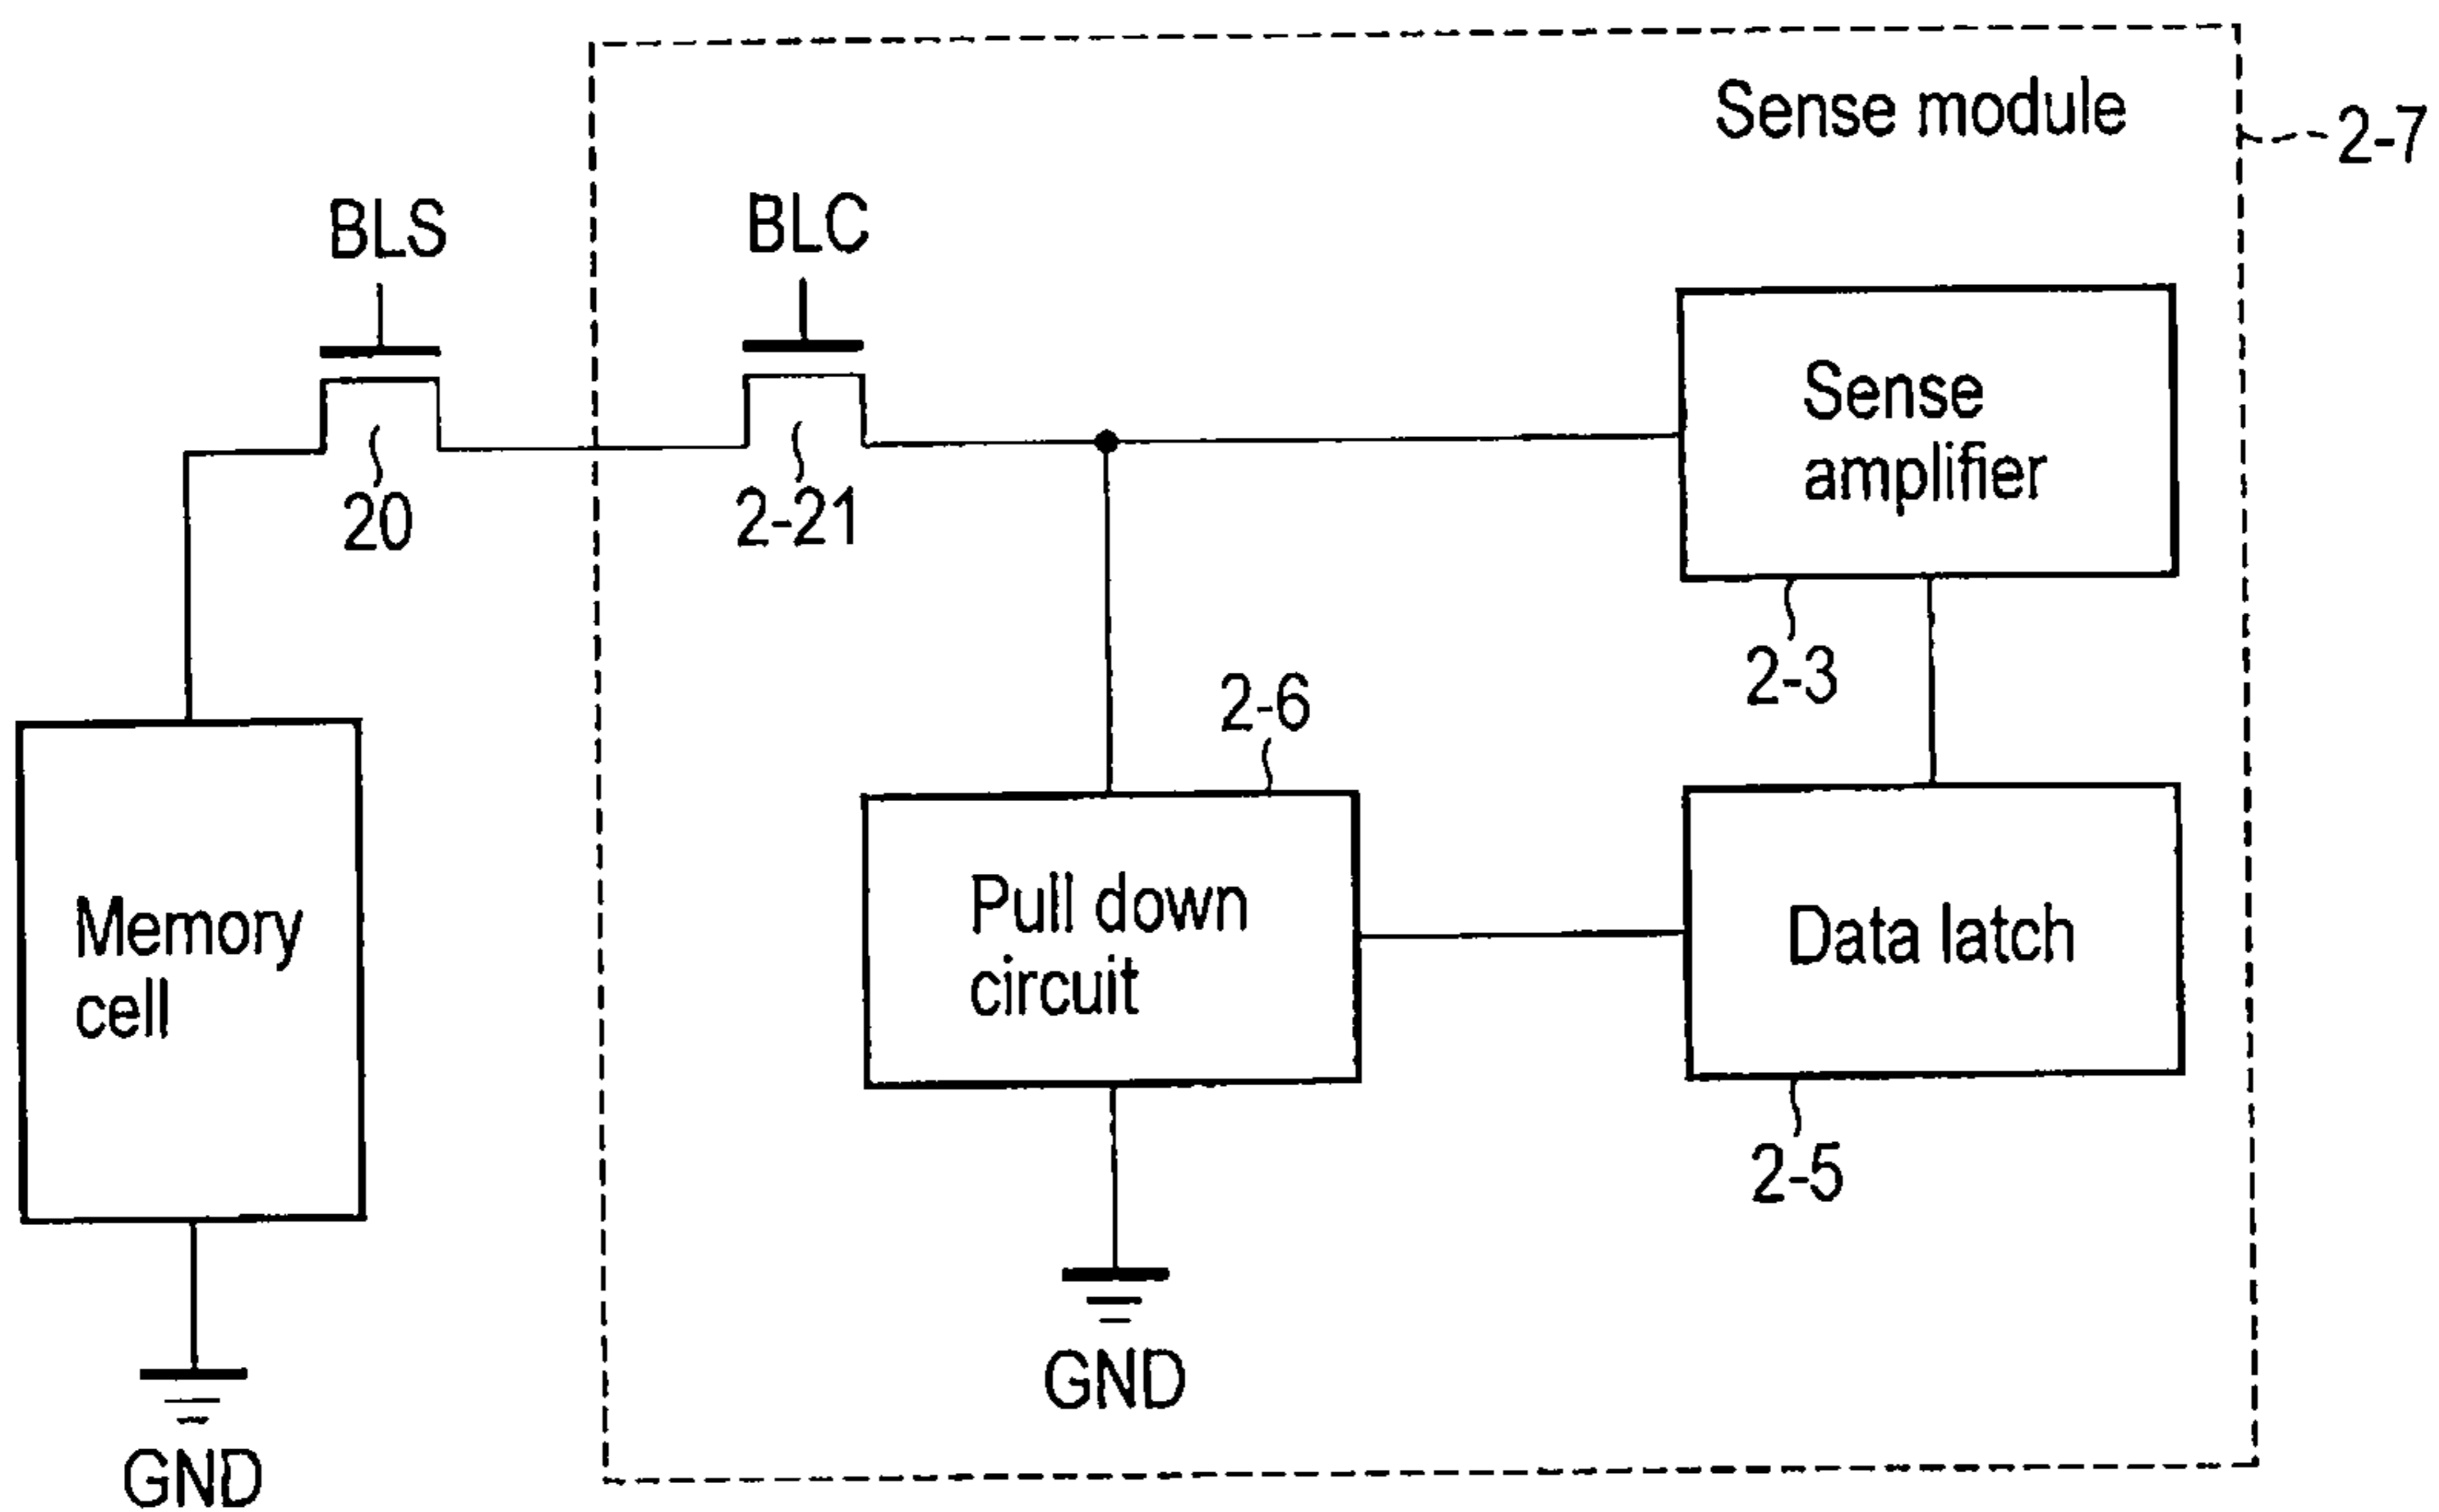 Sense module
2-7
BLS
BLC
Sense
amplifier
20
2-21
2-3
2-6
Memory
cell
Pull down
circuit
Data latch
2-5
GND
GND